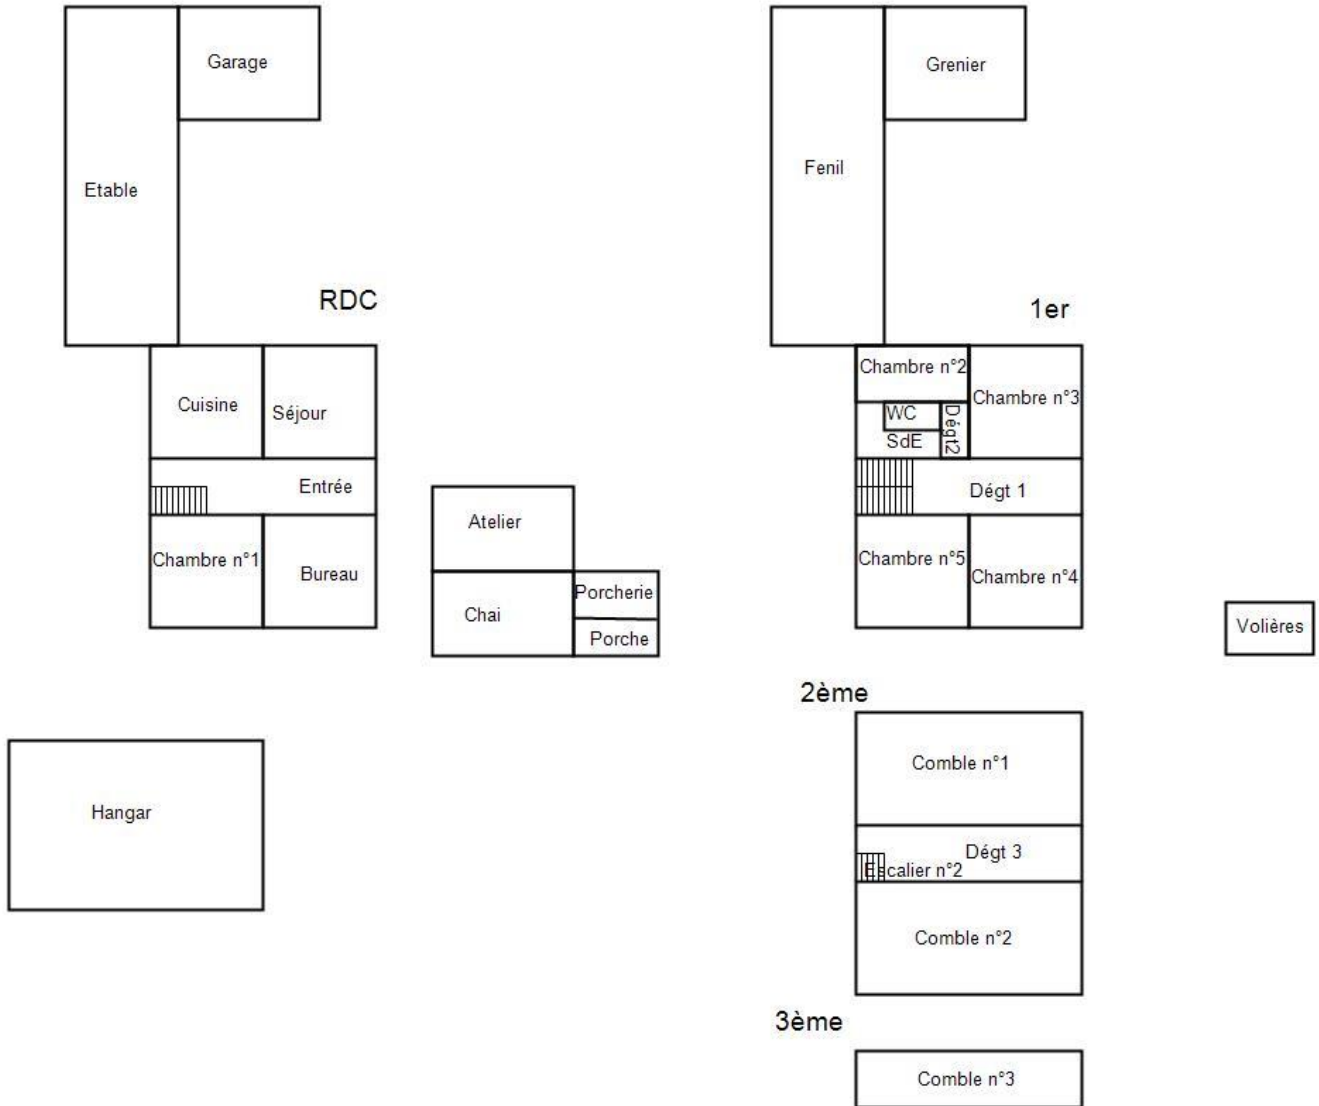 Garage
Grenier
Fenil
Etable
RDC
1er
Chambre n°2
Chambre n°3
Cuisine
Séjour
WC
Dégt2
SdE
Entrée
Dégt 1
Atelier
Chambre n°1
Bureau
Chambre n°5
Chambre n°4
Porcherie
Chai
Porche
Volières
2ème
Comble n°1
Hangar
Dégt 3
Escalier n°2
Comble n°2
3ème
Comble n°3